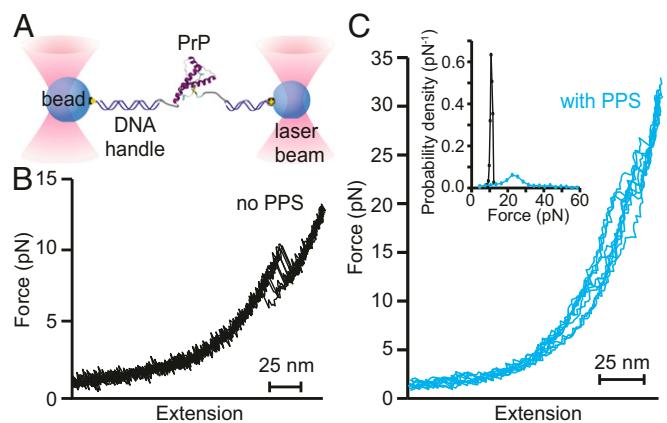 A
PrP
bead
DNA
handle
laser
beam
B
no PPS
15
10
5
0
Force (pN)
25 nm
Extension
C
with PPS
Probability density (pN⁻¹)
0.6
0.4
0.2
0.0
20
40
60
Force (pN)
35
30
25
20
15
10
5
0
Force (pN)
25 nm
Extension